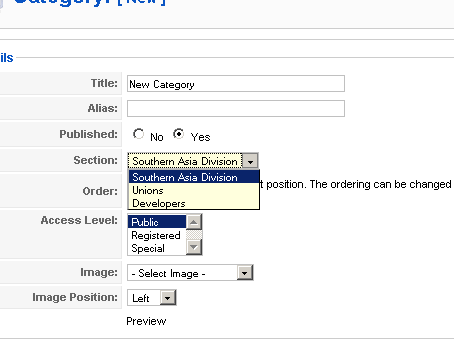 Category: [ New ]
ils
Title: New Category
Alias:
Published: No Yes
Section: Southern Asia Division
Southern Asia Division
Unions
Developers
Order: t position. The ordering can be changed
Access Level: Public
Registered
Special
Image: - Select Image -
Image Position: Left
Preview